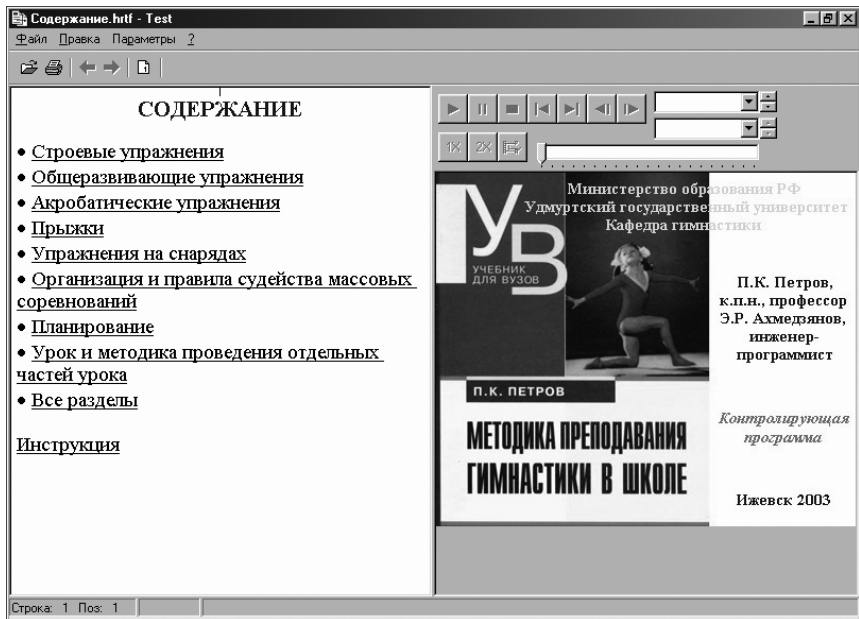 Содержание.hrtf - Test
Файл Правка Параметры ?
СОДЕРЖАНИЕ
• Строевые упражнения
• Общеразвивающие упражнения
• Акробатические упражнения
• Прыжки
• Упражнения на снарядах
• Организация и правила судейства массовых
соревнований
• Планирование
• Урок и методика проведения отдельных
частей урока
• Все разделы
Инструкция
1X 2X
Министерство образования РФ
Удмуртский государственный университет
Кафедра гимнастики
УВ
УЧЕБНИК
ДЛЯ ВУЗОВ
П.К. Петров,
к.п.н., профессор
Э.Р. Ахмедзянов,
инженер-
программист
П.К. ПЕТРОВ
МЕТОДИКА ПРЕПОДАВАНИЯ
ГИМНАСТИКИ В ШКОЛЕ
Контролирующая
программа
Ижевск 2003
Строка: 1 Поз: 1